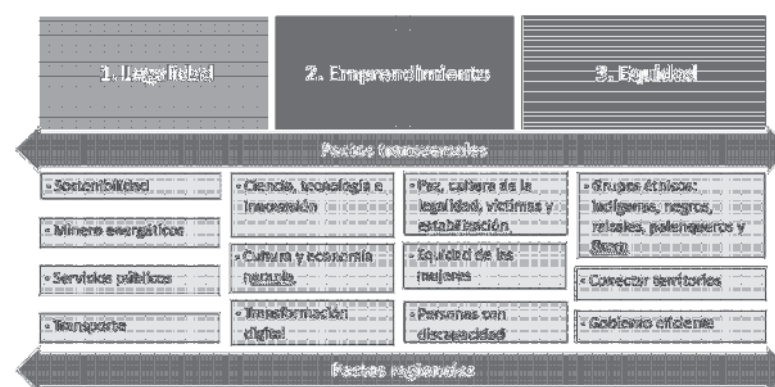 1. Legalidad
2. Emprendimiento
3. Equidad
Pactos transversales
• Sostenibilidad
• Minero energéticos
• Servicios públicos
• Transporte
• Ciencia, tecnología e
innovación
• Cultura y economía
naranja.
• Transformación
digital
• Paz, cultura de la
legalidad, víctimas y
estabilización.
• Equidad de las
mujeres
• Personas con
discapacidad
• Grupos étnicos:
indígenas, negros,
raizales, palenqueros y
Rrom
• Conectar territorios
• Gobierno eficiente
Pactos regionales